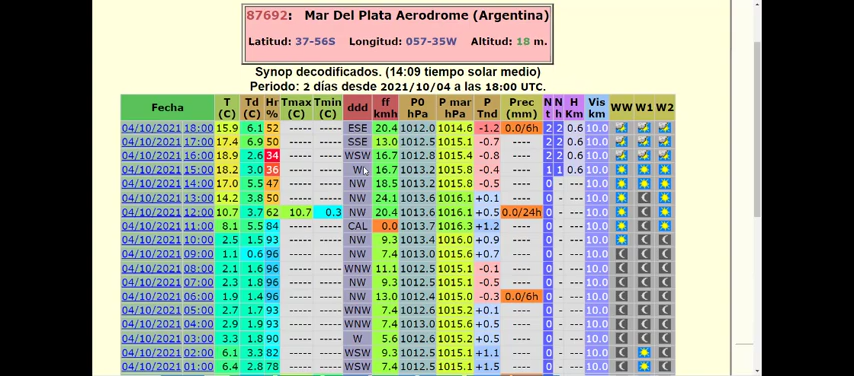 87692: Mar Del Plata Aerodrome (Argentina)
Latitud: 37-56S Longitud: 057-35W Altitud: 18 m.
Synop decodificados. (14:09 tiempo solar medio)
Periodo: 2 días desde 2021/10/04 a las 18:00 UTC.
Fecha T (C) Td (C) Hr % Tmax (C) Tmin (C) ddd ff kmh P0 hPa P mar hPa P Tnd Prec (mm) N t N h H Km Vis km WW W1 W2
04/10/2021 18:00 15.9 6.1 52 ---- ---- ESE 20.4 1012.0 1014.6 -1.2 0.0/6h 2 2 0.6 10.0
04/10/2021 17:00 17.4 6.9 50 ---- ---- SSE 13.0 1012.5 1015.1 -0.7 ---- 2 2 0.6 10.0
04/10/2021 16:00 18.9 2.6 34 ---- ---- WSW 16.7 1012.8 1015.4 -0.8 ---- 2 2 0.6 10.0
04/10/2021 15:00 18.2 3.0 36 ---- ---- W 16.7 1013.2 1015.8 -0.4 ---- 1 1 0.6 10.0
04/10/2021 14:00 17.0 5.5 47 ---- ---- NW 18.5 1013.2 1015.8 -0.5 ---- 0 - --- 10.0
04/10/2021 13:00 14.2 3.8 50 ---- ---- NW 24.1 1013.6 1016.1 +0.1 ---- 0 - --- 10.0
04/10/2021 12:00 10.7 3.7 62 10.7 0.3 NW 20.4 1013.6 1016.1 +0.5 0.0/24h 0 - --- 10.0
04/10/2021 11:00 8.1 5.5 84 ---- ---- CAL 0.0 1013.7 1016.3 +1.2 ---- 0 - --- 10.0
04/10/2021 10:00 2.5 1.5 93 ---- ---- NW 9.3 1013.4 1016.0 +0.9 ---- 0 - --- 10.0
04/10/2021 09:00 1.1 0.6 96 ---- ---- NW 7.4 1013.0 1015.6 +0.7 ---- 0 - --- 10.0
04/10/2021 08:00 2.1 1.6 96 ---- ---- WNW 11.1 1012.5 1015.1 -0.1 ---- 0 - --- 10.0
04/10/2021 07:00 2.3 1.8 96 ---- ---- NW 9.3 1012.5 1015.1 -0.5 ---- 0 - --- 10.0
04/10/2021 06:00 1.9 1.4 96 ---- ---- NW 13.0 1012.4 1015.0 -0.3 0.0/6h 0 - --- 10.0
04/10/2021 05:00 2.7 1.7 93 ---- ---- WNW 7.4 1012.6 1015.2 +0.1 ---- 0 - --- 10.0
04/10/2021 04:00 2.9 1.9 93 ---- ---- WNW 7.4 1013.0 1015.6 +0.5 ---- 0 - --- 10.0
04/10/2021 03:00 3.3 1.8 90 ---- ---- W 5.6 1012.6 1015.2 +0.8 ---- 0 - --- 10.0
04/10/2021 02:00 6.1 3.3 82 ---- ---- WSW 9.3 1012.5 1015.1 +1.1 ---- 0 - --- 10.0
04/10/2021 01:00 6.4 2.8 78 ---- ---- WSW 7.4 1012.5 1015.1 +1.5 ---- 0 - --- 10.0